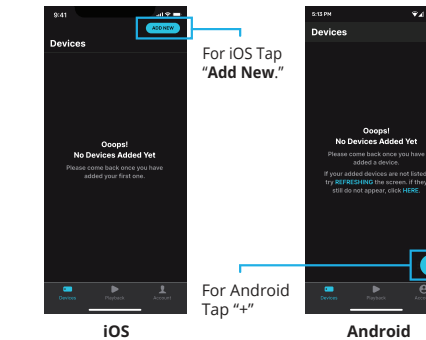 9:41
ADD NEW
Devices
Ooops!
No Devices Added Yet
Please come back once you have
added your first one.
Devices Playback Account
iOS
For iOS Tap
“Add New.”
For Android
Tap “+”
5:13 PM
Devices
Ooops!
No Devices Added Yet
Please come back once you have
added a device.
If your added devices are not listed
try REFRESHING the screen. if they
still do not appear, click HERE.
Devices Playback
Android